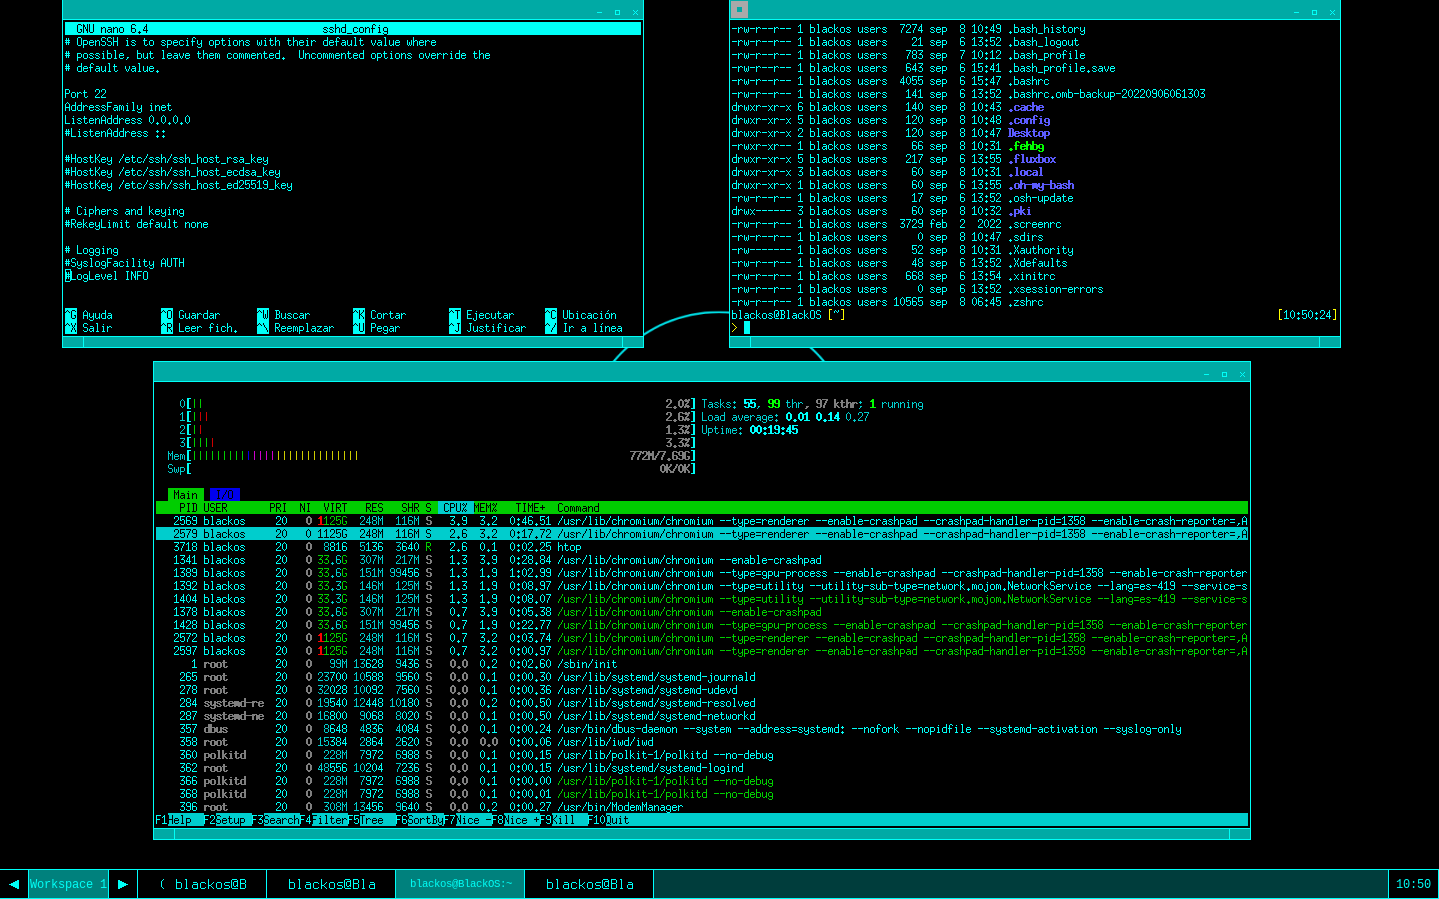 GNU nano 6.4 sshd_config
# OpenSSH is to specify options with their default value where
# possible, but leave them commented.  Uncommented options override the
# default value.
Port 22
AddressFamily inet
ListenAddress 0.0.0.0
#ListenAddress ::
#HostKey /etc/ssh/ssh_host_rsa_key
#HostKey /etc/ssh/ssh_host_ecdsa_key
#HostKey /etc/ssh/ssh_host_ed25519_key
# Ciphers and keying
#RekeyLimit default none
# Logging
#SyslogFacility AUTH
#LogLevel INFO
^G Ayuda ^O Guardar ^W Buscar ^K Cortar ^T Ejecutar ^C Ubicación
^X Salir ^R Leer fich. ^\ Reemplazar ^U Pegar ^J Justificar ^/ Ir a línea
-rw-r--r-- 1 blackos users 7274 sep 8 10:49 .bash_history
-rw-r--r-- 1 blackos users 21 sep 6 13:52 .bash_logout
-rw-r--r-- 1 blackos users 783 sep 7 10:12 .bash_profile
-rw-r--r-- 1 blackos users 643 sep 6 15:41 .bash_profile.save
-rw-r--r-- 1 blackos users 4055 sep 6 15:47 .bashrc
-rw-r--r-- 1 blackos users 141 sep 6 13:52 .bashrc.omb-backup-20220906061303
drwxr-xr-x 6 blackos users 140 sep 8 10:43 .cache
drwxr-xr-x 5 blackos users 120 sep 8 10:48 .config
drwxr-xr-x 2 blackos users 120 sep 8 10:47 Desktop
-rwxr-xr-x 1 blackos users 66 sep 8 10:31 .fehbg
drwxr-xr-x 5 blackos users 217 sep 6 13:55 .fluxbox
drwxr-xr-x 3 blackos users 60 sep 8 10:31 .local
drwxr-xr-x 1 blackos users 60 sep 6 13:55 .oh-my-bash
-rw-r--r-- 1 blackos users 17 sep 6 13:52 .osh-update
drwx------ 3 blackos users 60 sep 8 10:32 .pki
-rw-r--r-- 1 blackos users 3729 feb 2 2022 .screenrc
-rw-r--r-- 1 blackos users 0 sep 8 10:47 .sdirs
-rw------- 1 blackos users 52 sep 8 10:31 .Xauthority
-rw-r--r-- 1 blackos users 48 sep 6 13:52 .Xdefaults
-rw-r--r-- 1 blackos users 668 sep 6 13:54 .xinitrc
-rw------- 1 blackos users 0 sep 6 13:52 .xsession-errors
-rw-r--r-- 1 blackos users 10565 sep 8 06:45 .zshrc
blackos@BlackOS [~] [10:50:24]
>
0[|| 2.0%] Tasks: 55, 99 thr, 97 kthr; 1 running
1[||| 2.6%] Load average: 0.01 0.14 0.27
2[|| 1.3%] Uptime: 00:19:45
3[|||| 3.3%]
Mem[|||||||||||||||||||||||||||| 772M/7.69G]
Swp[ 0K/0K]
Main I/O
PID USER PRI NI VIRT RES SHR S CPU% MEM% TIME+ Command
2569 blackos 20 0 1125G 248M 116M S 3.9 3.2 0:46.51 /usr/lib/chromium/chromium --type=renderer --enable-crashpad --crashpad-handler-pid=1358 --enable-crash-reporter=,A
2579 blackos 20 0 1125G 248M 116M S 2.6 3.2 0:17.72 /usr/lib/chromium/chromium --type=renderer --enable-crashpad --crashpad-handler-pid=1358 --enable-crash-reporter=,A
3718 blackos 20 0 8816 5136 3640 R 2.6 0.1 0:02.25 htop
1341 blackos 20 0 33.6G 307M 217M S 1.3 3.9 0:28.84 /usr/lib/chromium/chromium --enable-crashpad
1389 blackos 20 0 33.6G 151M 99456 S 1.3 1.9 1:02.99 /usr/lib/chromium/chromium --type=gpu-process --enable-crashpad --crashpad-handler-pid=1358 --enable-crash-reporter
1392 blackos 20 0 33.3G 146M 125M S 1.3 1.9 0:08.97 /usr/lib/chromium/chromium --type=utility --utility-sub-type=network.mojom.NetworkService --lang=es-419 --service-s
1404 blackos 20 0 33.3G 146M 125M S 1.3 1.9 0:08.07 /usr/lib/chromium/chromium --type=utility --utility-sub-type=network.mojom.NetworkService --lang=es-419 --service-s
1378 blackos 20 0 33.6G 307M 217M S 0.7 3.9 0:05.38 /usr/lib/chromium/chromium --enable-crashpad
1428 blackos 20 0 33.6G 151M 99456 S 0.7 1.9 0:22.77 /usr/lib/chromium/chromium --type=gpu-process --enable-crashpad --crashpad-handler-pid=1358 --enable-crash-reporter
2572 blackos 20 0 1125G 248M 116M S 0.7 3.2 0:03.74 /usr/lib/chromium/chromium --type=renderer --enable-crashpad --crashpad-handler-pid=1358 --enable-crash-reporter=,A
2597 blackos 20 0 1125G 248M 116M S 0.7 3.2 0:00.97 /usr/lib/chromium/chromium --type=renderer --enable-crashpad --crashpad-handler-pid=1358 --enable-crash-reporter=,A
1 root 20 0 99M 13628 9436 S 0.0 0.2 0:02.60 /sbin/init
265 root 20 0 23700 10588 9560 S 0.0 0.1 0:00.30 /usr/lib/systemd/systemd-journald
278 root 20 0 32028 10092 7560 S 0.0 0.1 0:00.36 /usr/lib/systemd/systemd-udevd
284 systemd-re 20 0 19540 12448 10180 S 0.0 0.2 0:00.50 /usr/lib/systemd/systemd-resolved
287 systemd-ne 20 0 16800 9068 8020 S 0.0 0.1 0:00.50 /usr/lib/systemd/systemd-networkd
357 dbus 20 0 8648 4836 4084 S 0.0 0.1 0:00.24 /usr/bin/dbus-daemon --system --address=systemd: --nofork --nopidfile --systemd-activation --syslog-only
358 root 20 0 15384 2864 2620 S 0.0 0.0 0:00.06 /usr/lib/iwd/iwd
360 polkitd 20 0 228M 7972 6988 S 0.0 0.1 0:00.15 /usr/lib/polkit-1/polkitd --no-debug
362 root 20 0 48556 10204 7236 S 0.0 0.1 0:00.15 /usr/lib/systemd/systemd-logind
366 polkitd 20 0 228M 7972 6988 S 0.0 0.1 0:00.00 /usr/lib/polkit-1/polkitd --no-debug
368 polkitd 20 0 228M 7972 6988 S 0.0 0.1 0:00.01 /usr/lib/polkit-1/polkitd --no-debug
396 root 20 0 308M 13456 9640 S 0.0 0.2 0:00.27 /usr/bin/ModemManager
F1Help F2Setup F3Search F4Filter F5Tree F6SortBy F7Nice - F8Nice + F9Kill F10Quit
Workspace 1 ( blackos@B blackos@Bla blackos@BlackOS:~ blackos@Bla 10:50